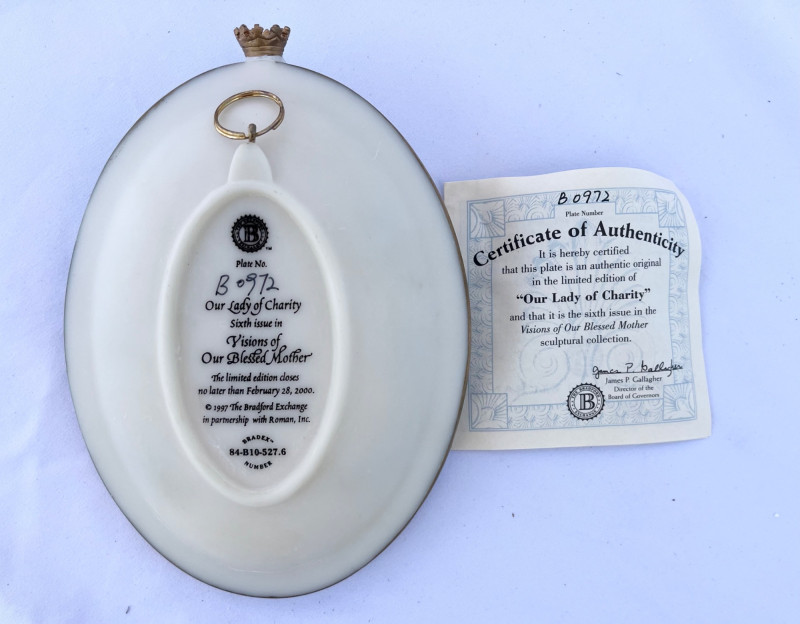 B
TM
Plate No.
B 0972
Our Lady of Charity
Sixth issue in
Visions of
Our Blessed Mother
The limited edition closes
no later than February 28, 2000.
© 1997 The Bradford Exchange
in partnership with Roman, Inc.
BRADEX™
84-B10-527.6
NUMBER
B 0972
Plate Number
Certificate of Authenticity
It is hereby certified
that this plate is an authentic original
in the limited edition of
“Our Lady of Charity”
and that it is the sixth issue in the
Visions of Our Blessed Mother
sculptural collection.
James P. Gallagher
James P. Gallagher
Director of the
Board of Governors
B